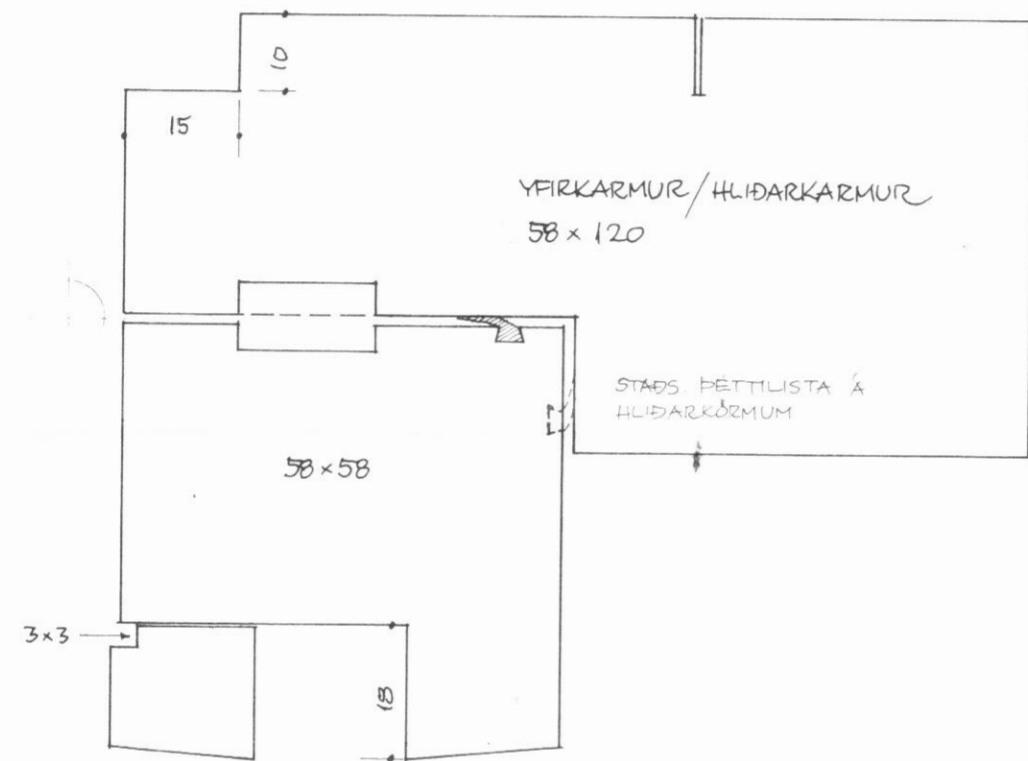 10
15
YFIRKARMUR / HLIÐARKARMUR
58 × 120
STAÐS. ÞÉTTILISTA Á
HLIÐARKÖRMUM
58 × 58
3×3
18